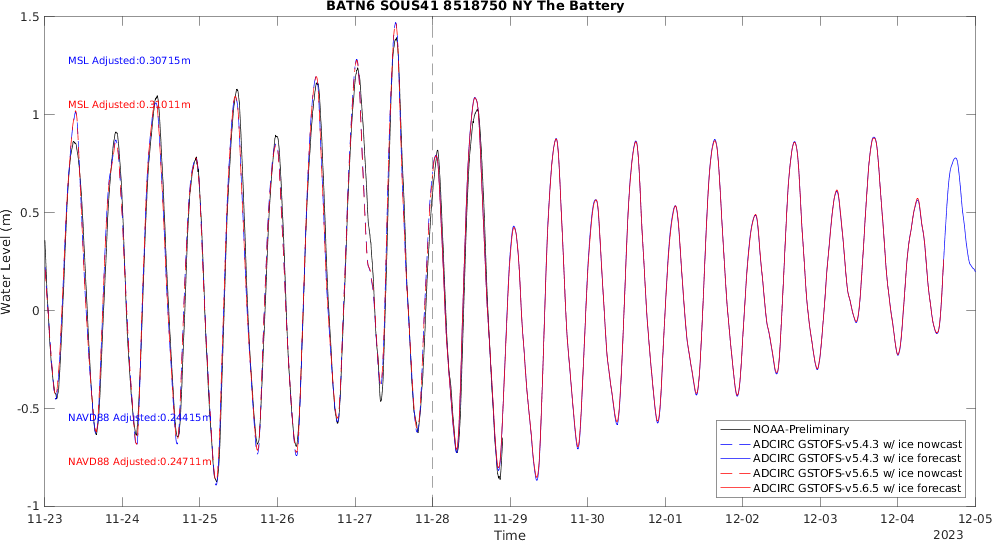 BATN6 SOUS41 8518750 NY The Battery
1.5
1
0.5
0
-0.5
-1
Water Level (m)
MSL Adjusted:0.30715m
MSL Adjusted:0.31011m
NAVD88 Adjusted:0.24415m
NAVD88 Adjusted:0.24711m
NOAA-Preliminary
ADCIRC GSTOFS-v5.4.3 w/ ice nowcast
ADCIRC GSTOFS-v5.4.3 w/ ice forecast
ADCIRC GSTOFS-v5.6.5 w/ ice nowcast
ADCIRC GSTOFS-v5.6.5 w/ ice forecast
11-23 11-24 11-25 11-26 11-27 11-28 11-29 11-30 12-01 12-02 12-03 12-04 12-05
Time
2023